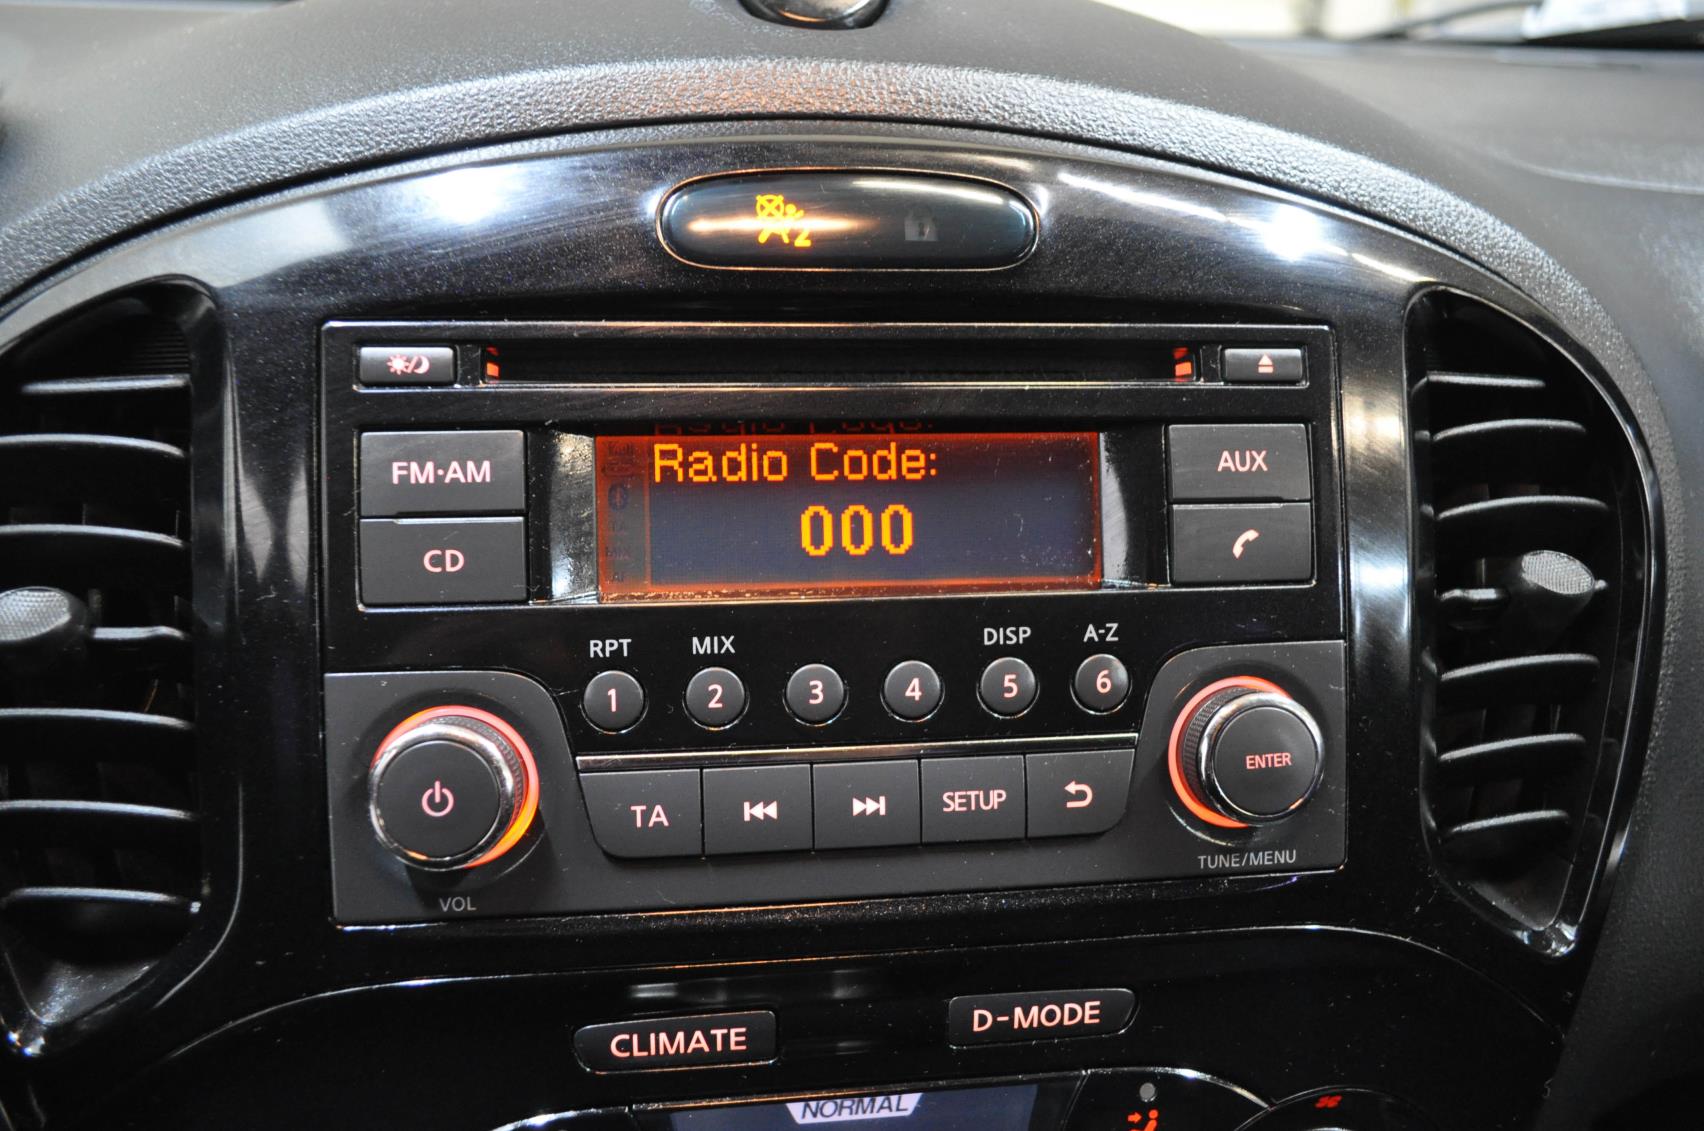 Radio Code:
000
FM·AM
CD
AUX
RPT
MIX
DISP
A-Z
1
2
3
4
5
6
TA
SETUP
ENTER
TUNE/MENU
VOL
CLIMATE
D-MODE
NORMAL